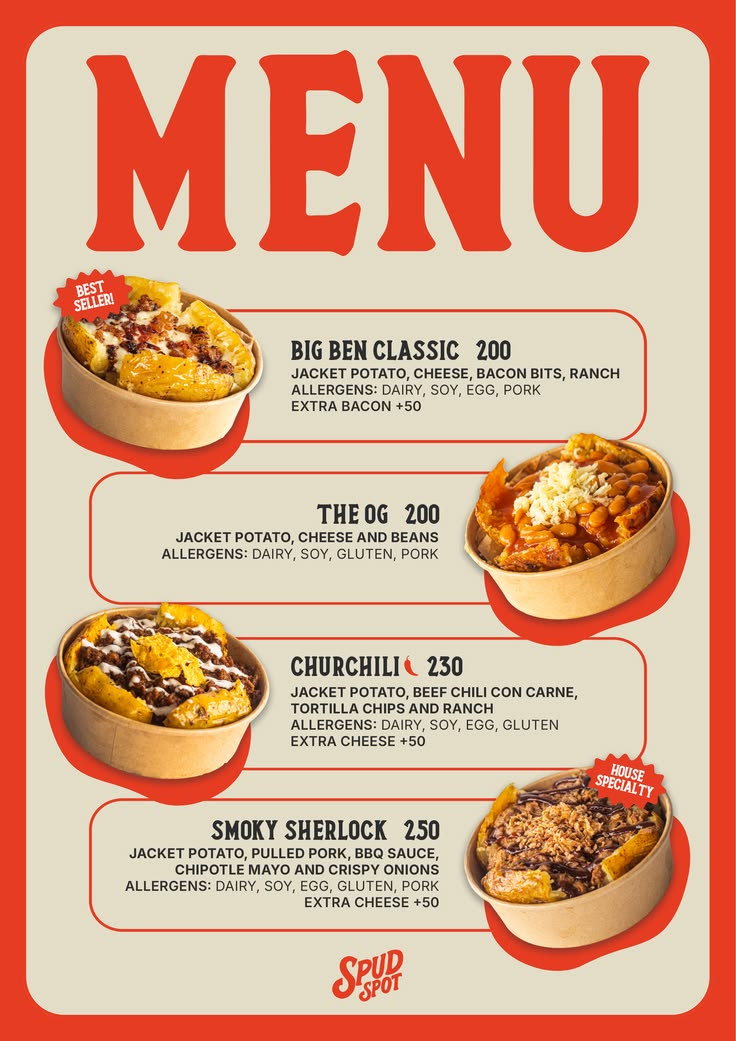 MENU
BEST
SELLER!
BIG BEN CLASSIC 200
JACKET POTATO, CHEESE, BACON BITS, RANCH
ALLERGENS: DAIRY, SOY, EGG, PORK
EXTRA BACON +50
THE OG 200
JACKET POTATO, CHEESE AND BEANS
ALLERGENS: DAIRY, SOY, GLUTEN, PORK
CHURCHILI 230
JACKET POTATO, BEEF CHILI CON CARNE,
TORTILLA CHIPS AND RANCH
ALLERGENS: DAIRY, SOY, EGG, GLUTEN
EXTRA CHEESE +50
HOUSE
SPECIALTY
SMOKY SHERLOCK 250
JACKET POTATO, PULLED PORK, BBQ SAUCE,
CHIPOTLE MAYO AND CRISPY ONIONS
ALLERGENS: DAIRY, SOY, EGG, GLUTEN, PORK
EXTRA CHEESE +50
SPUD
SPOT